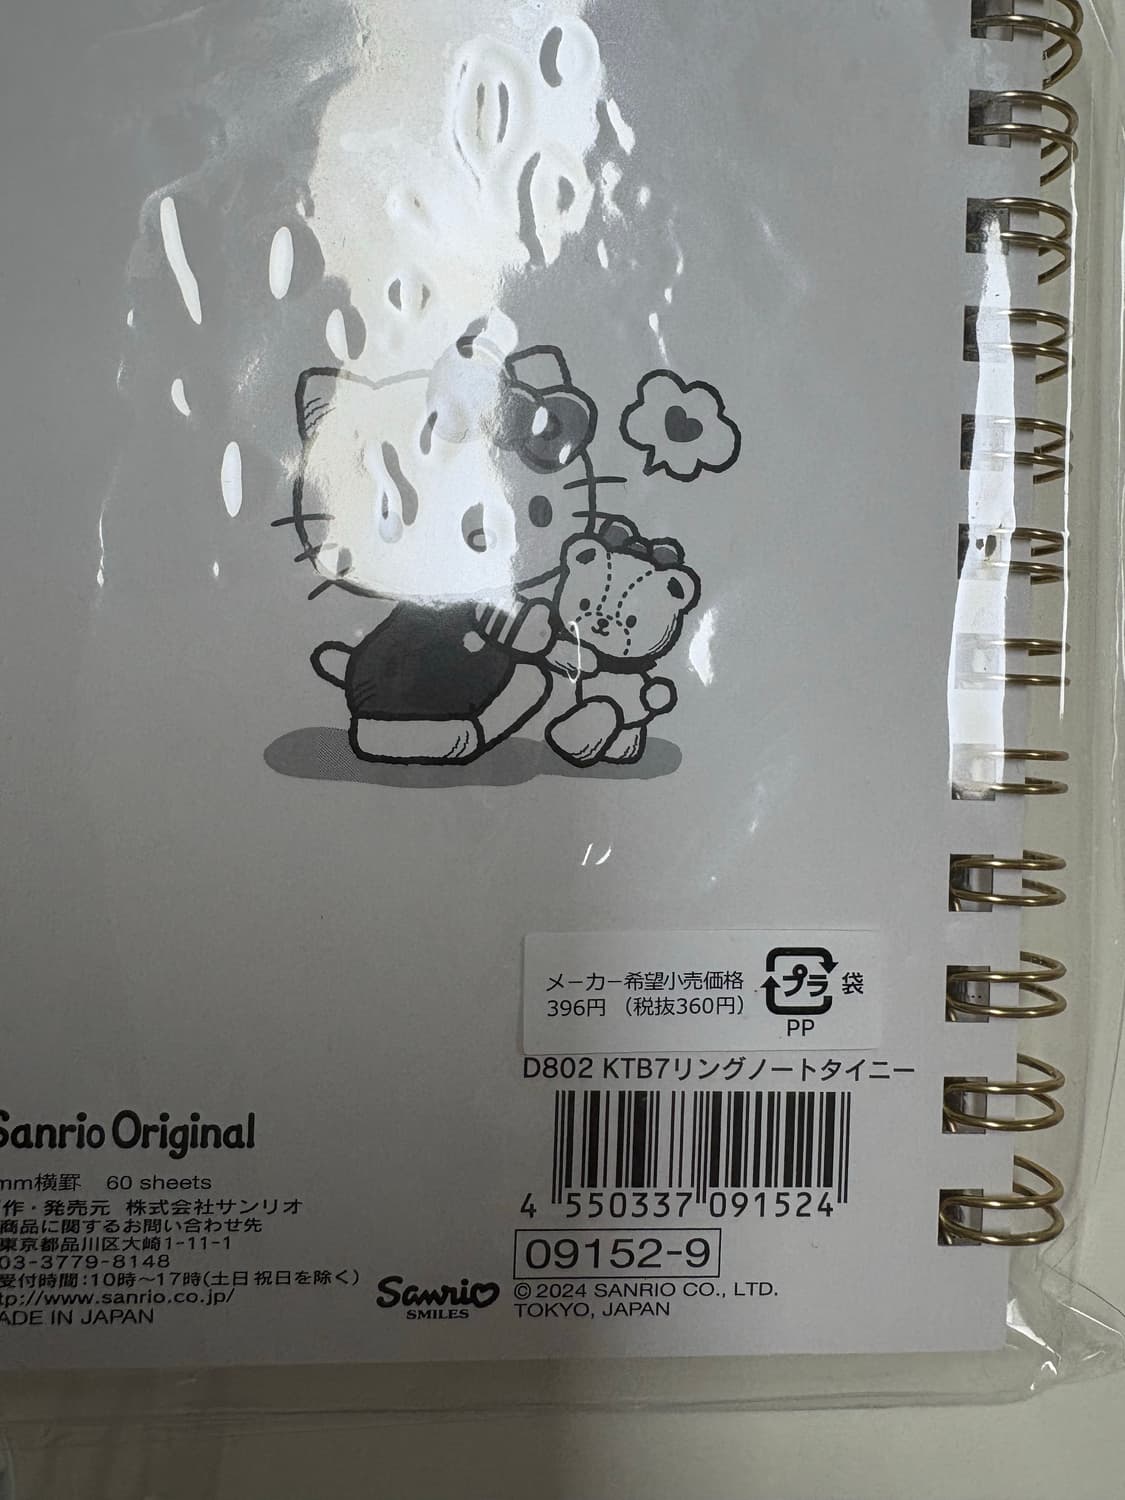 メーカー希望小売価格
396円 （税抜360円）
プラ
袋
PP
D802 KTB7リングノートタイニー
4 550337 091524
09152-9
© 2024 SANRIO CO., LTD.
TOKYO, JAPAN
Sanrio Original
mm横罫 60 sheets
作・発売元 株式会社サンリオ
商品に関するお問い合わせ先
東京都品川区大崎1-11-1
03-3779-8148
受付時間:10時〜17時(土日祝日を除く)
tp://www.sanrio.co.jp/
ADE IN JAPAN
Sanrio
SMILES